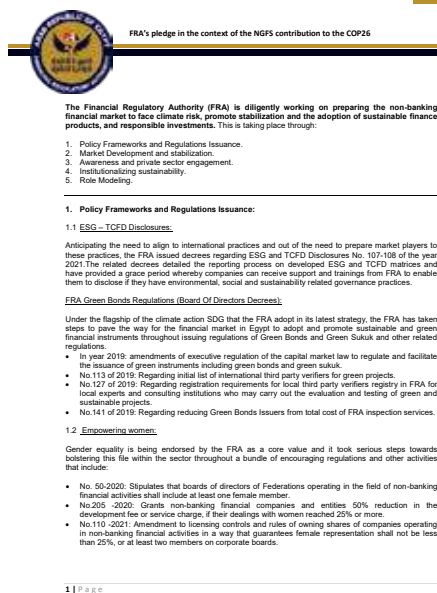 FRA's pledge in the context of the NGFS contribution to the COP26
The Financial Regulatory Authority (FRA) is diligently working on preparing the non-banking
financial market to face climate risk, promote stabilization and the adoption of sustainable finance
products, and responsible investments. This is taking place through:
1. Policy Frameworks and Regulations Issuance.
2. Market Development and stabilization.
3. Awareness and private sector engagement.
4. Institutionalizing sustainability.
5. Role Modeling.
1. Policy Frameworks and Regulations Issuance:
1.1 ESG – TCFD Disclosures:
Anticipating the need to align to international practices and out of the need to prepare market players to
these practices, the FRA issued decrees regarding ESG and TCFD Disclosures No. 107-108 of the year
2021.The related decrees detailed the reporting process on developed ESG and TCFD matrices and
have provided a grace period whereby companies can receive support and trainings from FRA to enable
them to disclose if they have environmental, social and sustainability related governance practices.
FRA Green Bonds Regulations (Board Of Directors Decrees):
Under the flagship of the climate action SDG that the FRA adopt in its latest strategy, the FRA has taken
steps to pave the way for the financial market in Egypt to adopt and promote sustainable and green
financial instruments throughout issuing regulations of Green Bonds and Green Sukuk and other related
regulations.
• In year 2019: amendments of executive regulation of the capital market law to regulate and facilitate
the issuance of green instruments including green bonds and green sukuk.
• No.113 of 2019: Regarding initial list of international third party verifiers for green projects.
• No.127 of 2019: Regarding registration requirements for local third party verifiers registry in FRA for
local experts and consulting institutions who may carry out the evaluation and testing of green and
sustainable projects.
• No.141 of 2019: Regarding reducing Green Bonds Issuers from total cost of FRA inspection services.
1.2 Empowering women:
Gender equality is being endorsed by the FRA as a core value and it took serious steps towards
bolstering this file within the sector throughout a bundle of encouraging regulations and other activities
that include:
• No. 50-2020: Stipulates that boards of directors of Federations operating in the field of non-banking
financial activities shall include at least one female member.
• No.205 -2020: Grants non-banking financial companies and entities 50% reduction in the
development fee or service charge, if their dealings with women reached 25% or more.
• No.110 -2021: Amendment to licensing controls and rules of owning shares of companies operating
in non-banking financial activities in a way that guarantees female representation shall not be less
than 25%, or at least two members on corporate boards.
1 | Page